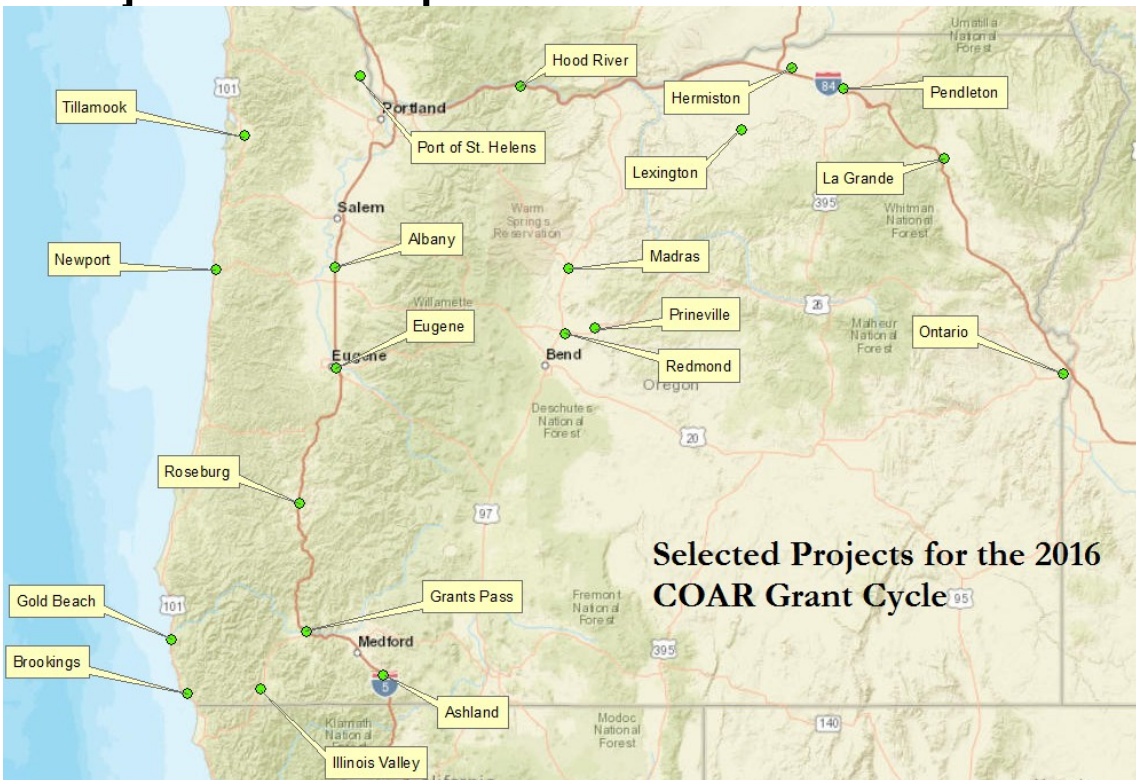 Umatilla
National
Forest
101
Hood River
84
Tillamook
Hermiston
Pendleton
Portland
Port of St. Helens
Lexington
La Grande
395
Salem
Warm
Springs
Reservation
Whitman
National
Forest
Newport
Albany
Madras
Willamette
26
Eugene
Prineville
Malheur
National
Forest
Ontario
Eugene
Bend
Redmond
Oregon
Deschutes
National
Forest
20
Roseburg
97
Selected Projects for the 2016
COAR Grant Cycle
95
Gold Beach
101
Grants Pass
Fremont
National
Forest
Medford
395
Brookings
5
Ashland
Klamath
National
Forest
Modoc
National
Forest
140
Illinois Valley
California